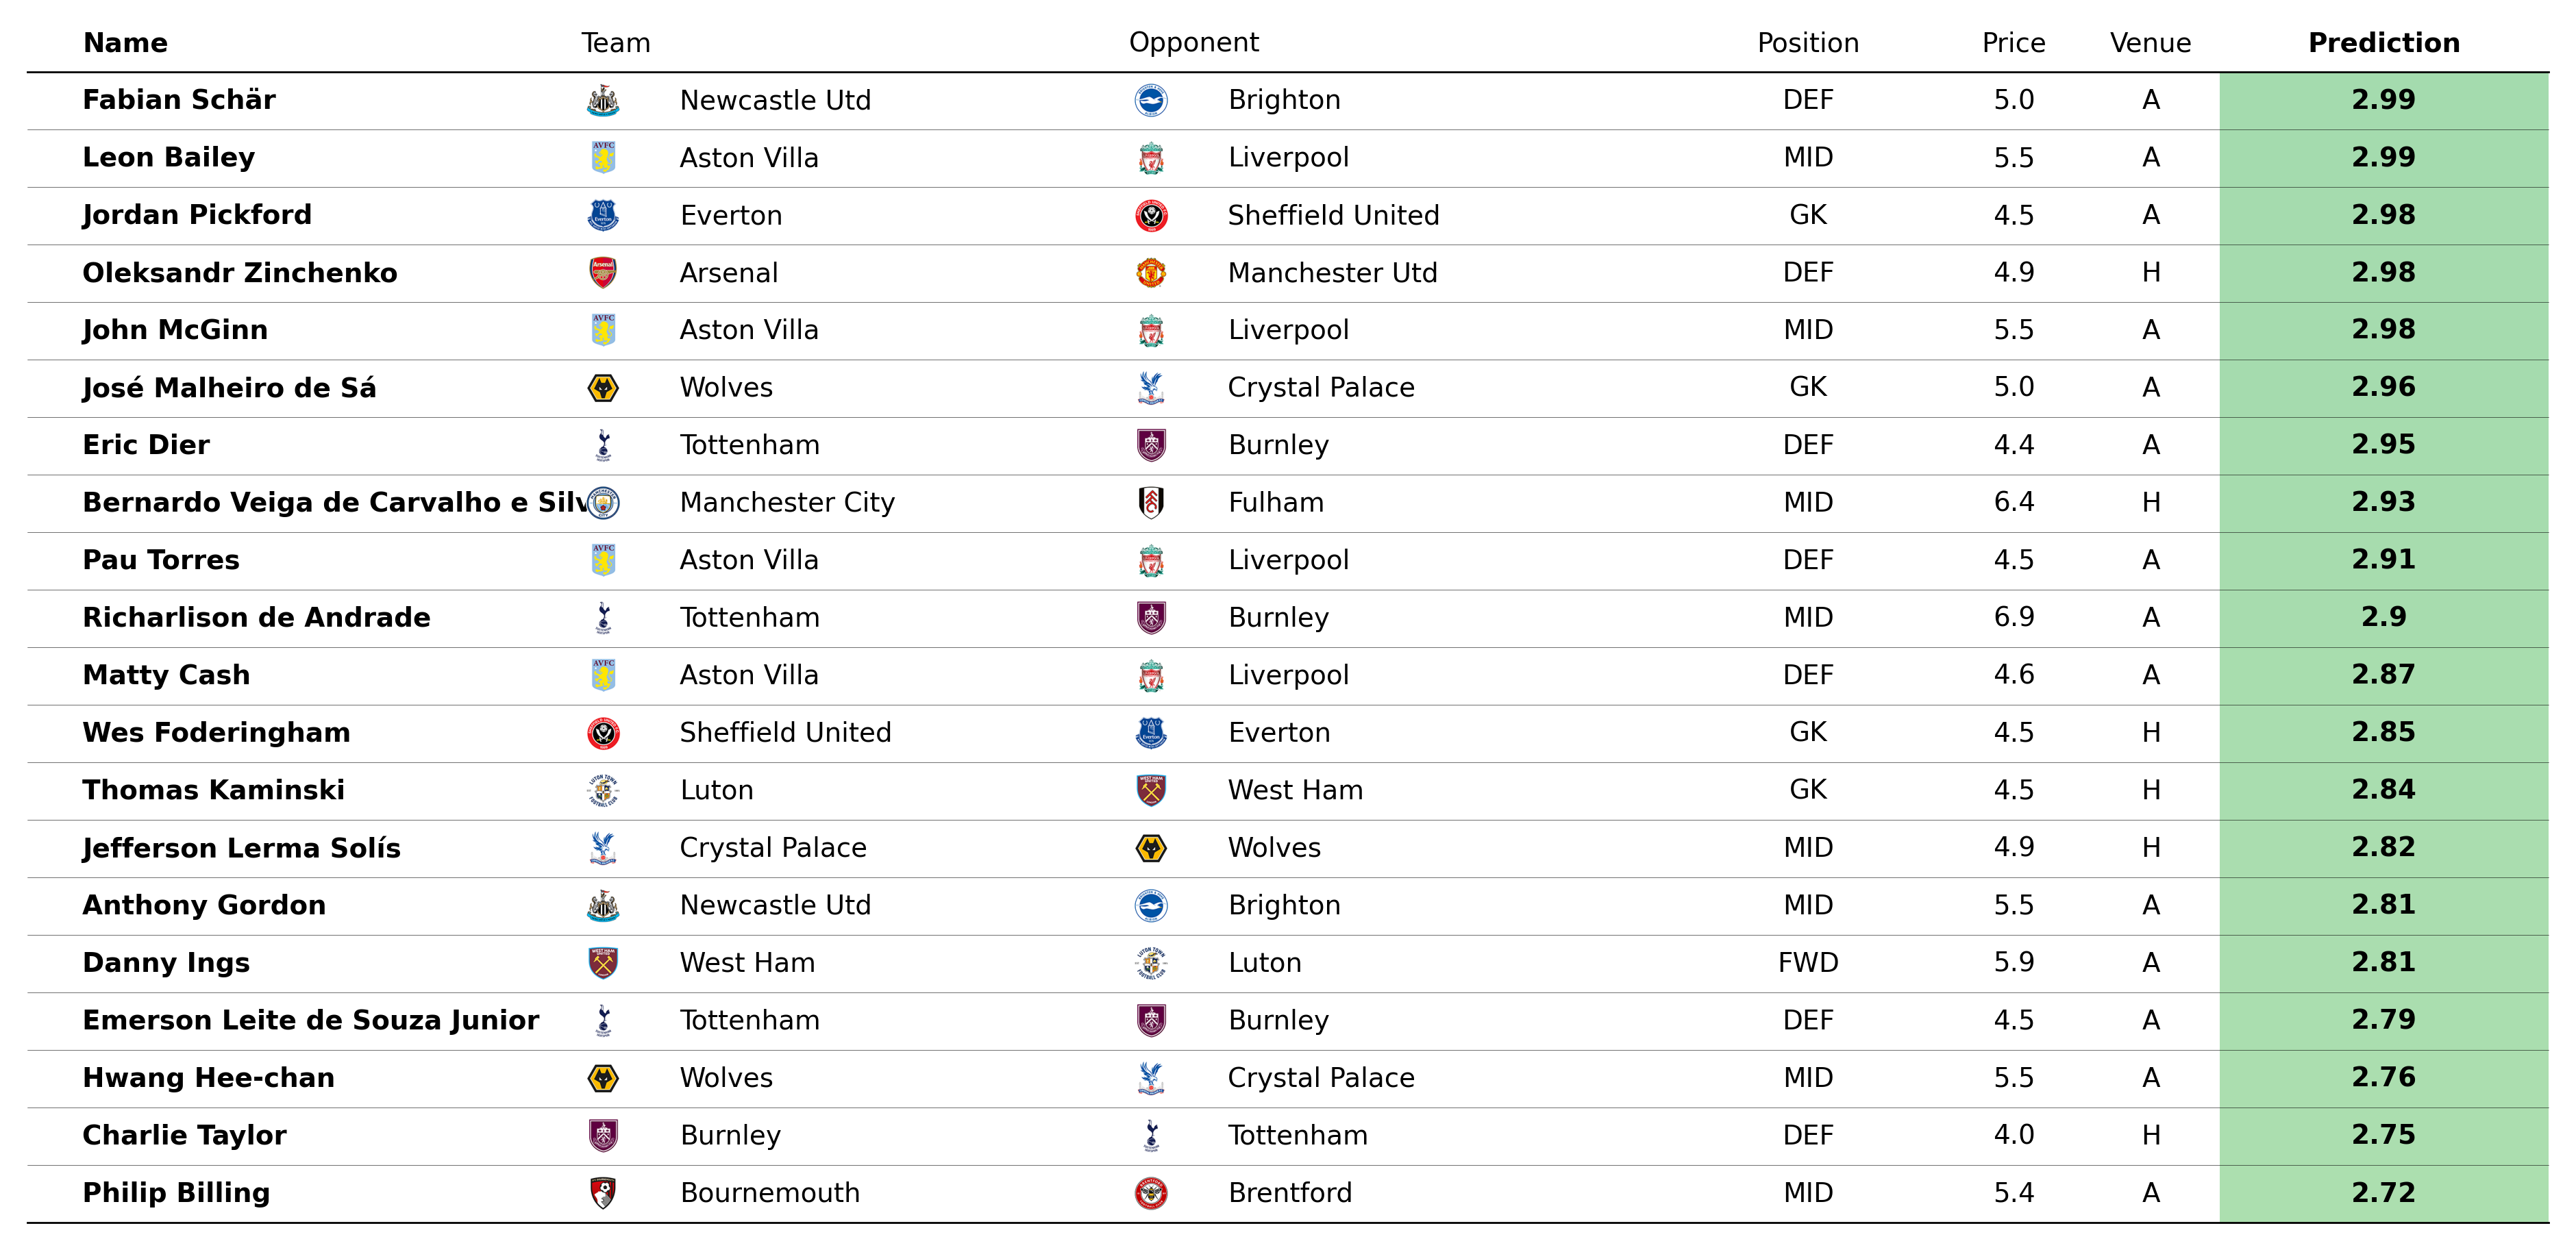 Name Team Opponent Position Price Venue Prediction
Fabian Schär Newcastle Utd Brighton DEF 5.0 A 2.99
Leon Bailey Aston Villa Liverpool MID 5.5 A 2.99
Jordan Pickford Everton Sheffield United GK 4.5 A 2.98
Oleksandr Zinchenko Arsenal Manchester Utd DEF 4.9 H 2.98
John McGinn Aston Villa Liverpool MID 5.5 A 2.98
José Malheiro de Sá Wolves Crystal Palace GK 5.0 A 2.96
Eric Dier Tottenham Burnley DEF 4.4 A 2.95
Bernardo Veiga de Carvalho e Silv Manchester City Fulham MID 6.4 H 2.93
Pau Torres Aston Villa Liverpool DEF 4.5 A 2.91
Richarlison de Andrade Tottenham Burnley MID 6.9 A 2.9
Matty Cash Aston Villa Liverpool DEF 4.6 A 2.87
Wes Foderingham Sheffield United Everton GK 4.5 H 2.85
Thomas Kaminski Luton West Ham GK 4.5 H 2.84
Jefferson Lerma Solís Crystal Palace Wolves MID 4.9 H 2.82
Anthony Gordon Newcastle Utd Brighton MID 5.5 A 2.81
Danny Ings West Ham Luton FWD 5.9 A 2.81
Emerson Leite de Souza Junior Tottenham Burnley DEF 4.5 A 2.79
Hwang Hee-chan Wolves Crystal Palace MID 5.5 A 2.76
Charlie Taylor Burnley Tottenham DEF 4.0 H 2.75
Philip Billing Bournemouth Brentford MID 5.4 A 2.72